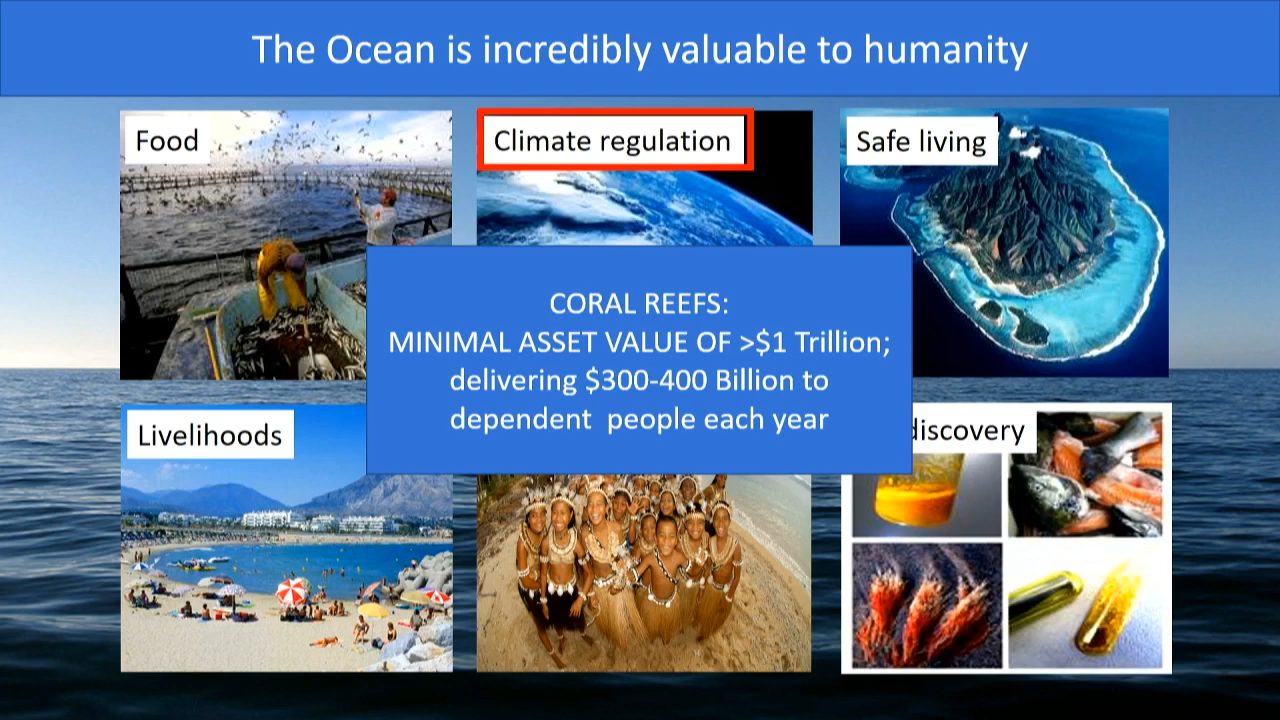 The Ocean is incredibly valuable to humanity
Food
Climate regulation
Safe living
CORAL REEFS:
MINIMAL ASSET VALUE OF >$1 Trillion;
delivering $300-400 Billion to
dependent people each year
Livelihoods
discovery